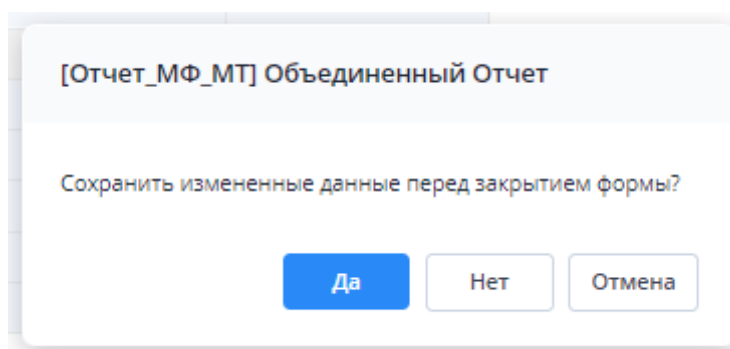 [Отчет_МФ_МТ] Объединенный Отчет
Сохранить измененные данные перед закрытием формы?
Да
Нет
Отмена